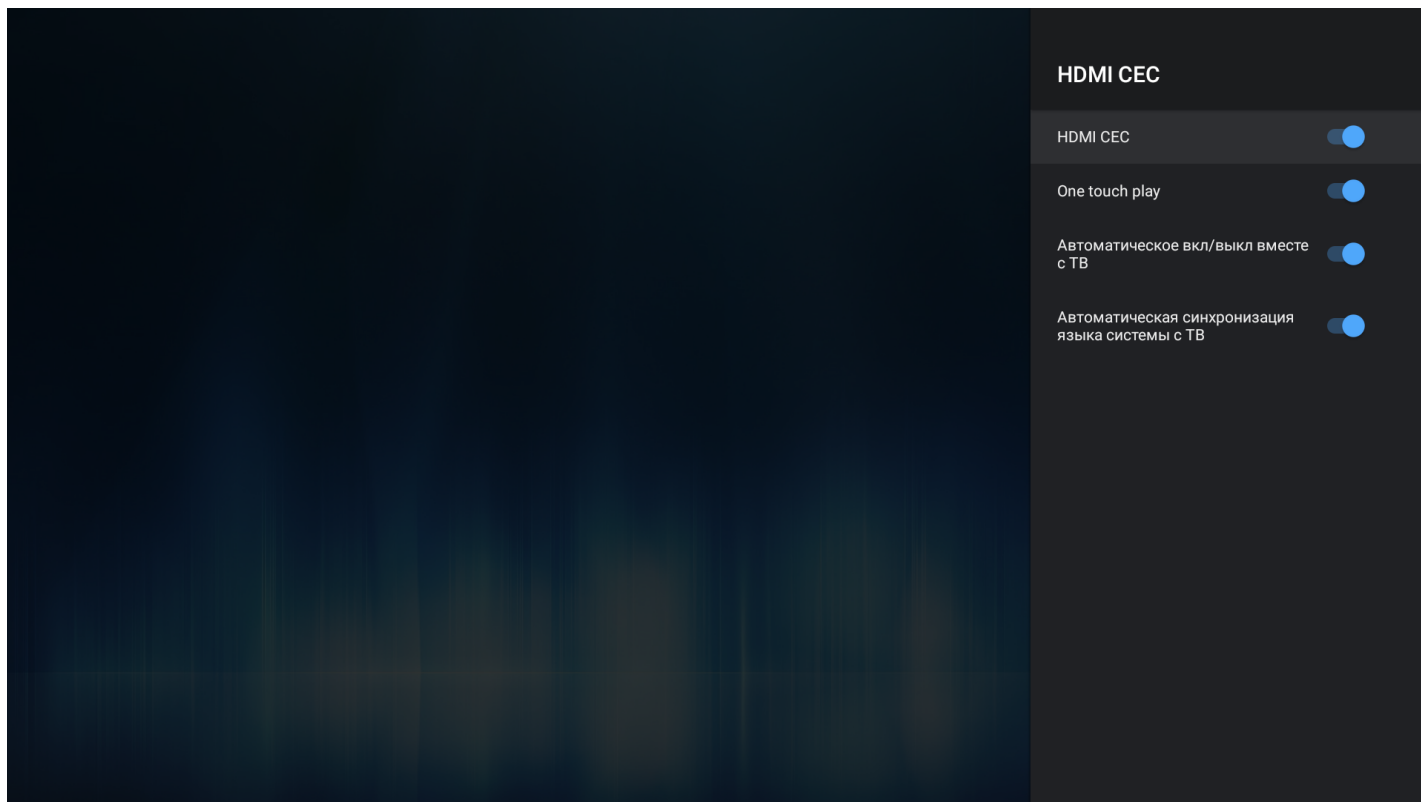 HDMI CEC
HDMI CEC
One touch play
Автоматическое вкл/выкл вместе
с ТВ
Автоматическая синхронизация
языка системы с ТВ